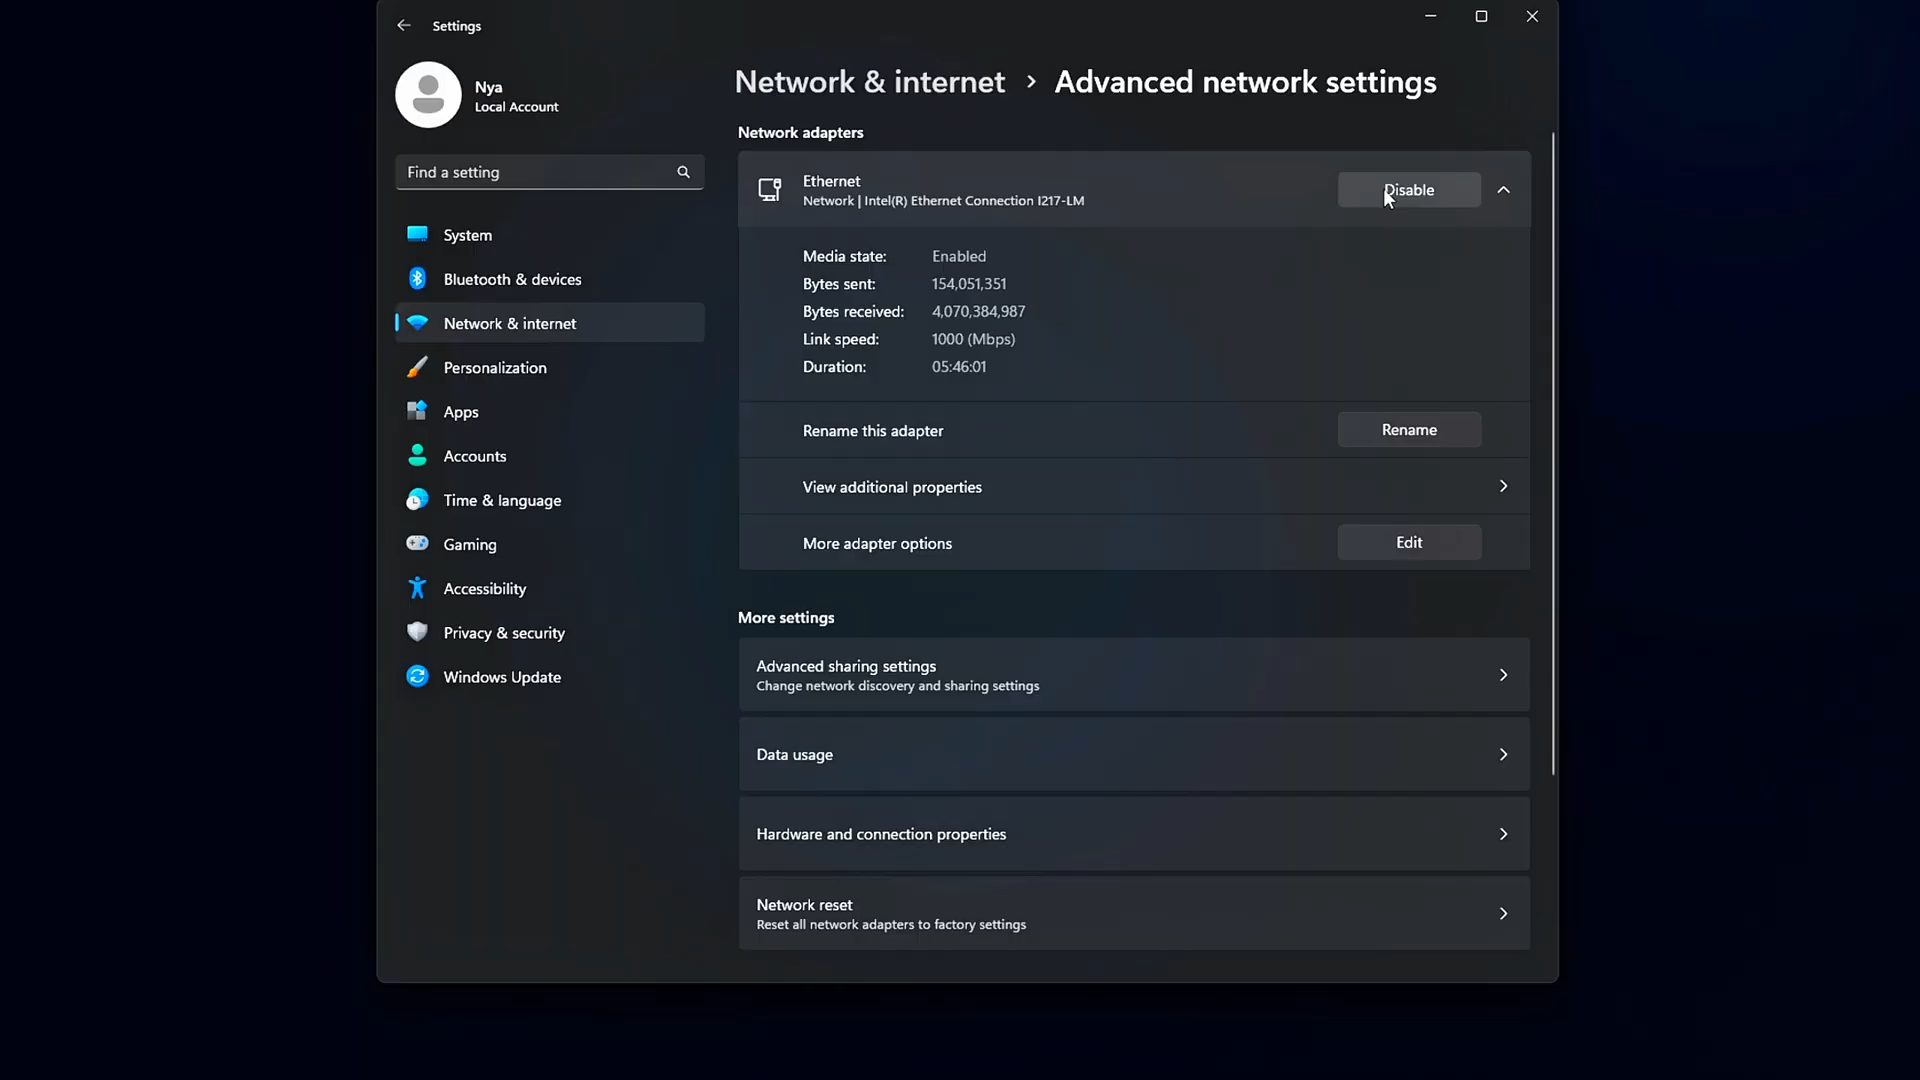 Settings
Nya
Local Account
Find a setting
System
Bluetooth & devices
Network & internet
Personalization
Apps
Accounts
Time & language
Gaming
Accessibility
Privacy & security
Windows Update
Network & internet › Advanced network settings
Network adapters
Ethernet
Network | Intel(R) Ethernet Connection I217-LM
Disable
Media state: Enabled
Bytes sent: 154,051,351
Bytes received: 4,070,384,987
Link speed: 1000 (Mbps)
Duration: 05:46:01
Rename this adapter Rename
View additional properties
More adapter options Edit
More settings
Advanced sharing settings
Change network discovery and sharing settings
Data usage
Hardware and connection properties
Network reset
Reset all network adapters to factory settings